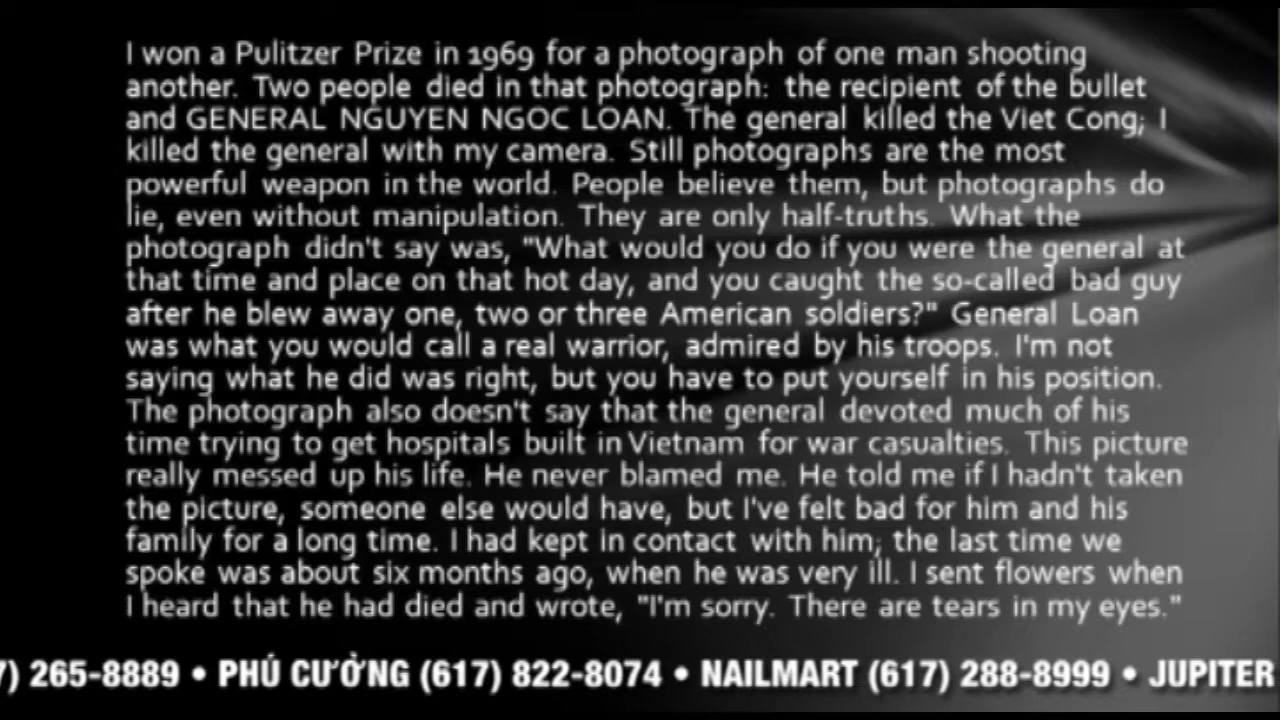 I won a Pulitzer Prize in 1969 for a photograph of one man shooting
another. Two people died in that photograph: the recipient of the bullet
and GENERAL NGUYEN NGOC LOAN. The general killed the Viet Cong; I
killed the general with my camera. Still photographs are the most
powerful weapon in the world. People believe them, but photographs do
lie, even without manipulation. They are only half-truths. What the
photograph didn't say was, "What would you do if you were the general at
that time and place on that hot day, and you caught the so-called bad guy
after he blew away one, two or three American soldiers?" General Loan
was what you would call a real warrior, admired by his troops. I'm not
saying what he did was right, but you have to put yourself in his position.
The photograph also doesn't say that the general devoted much of his
time trying to get hospitals built in Vietnam for war casualties. This picture
really messed up his life. He never blamed me. He told me if I hadn't taken
the picture, someone else would have, but I've felt bad for him and his
family for a long time. I had kept in contact with him; the last time we
spoke was about six months ago, when he was very ill. I sent flowers when
I heard that he had died and wrote, "I'm sorry. There are tears in my eyes."
7) 265-8889 • PHÚ CƯỜNG (617) 822-8074 • NAILMART (617) 288-8999 • JUPITER